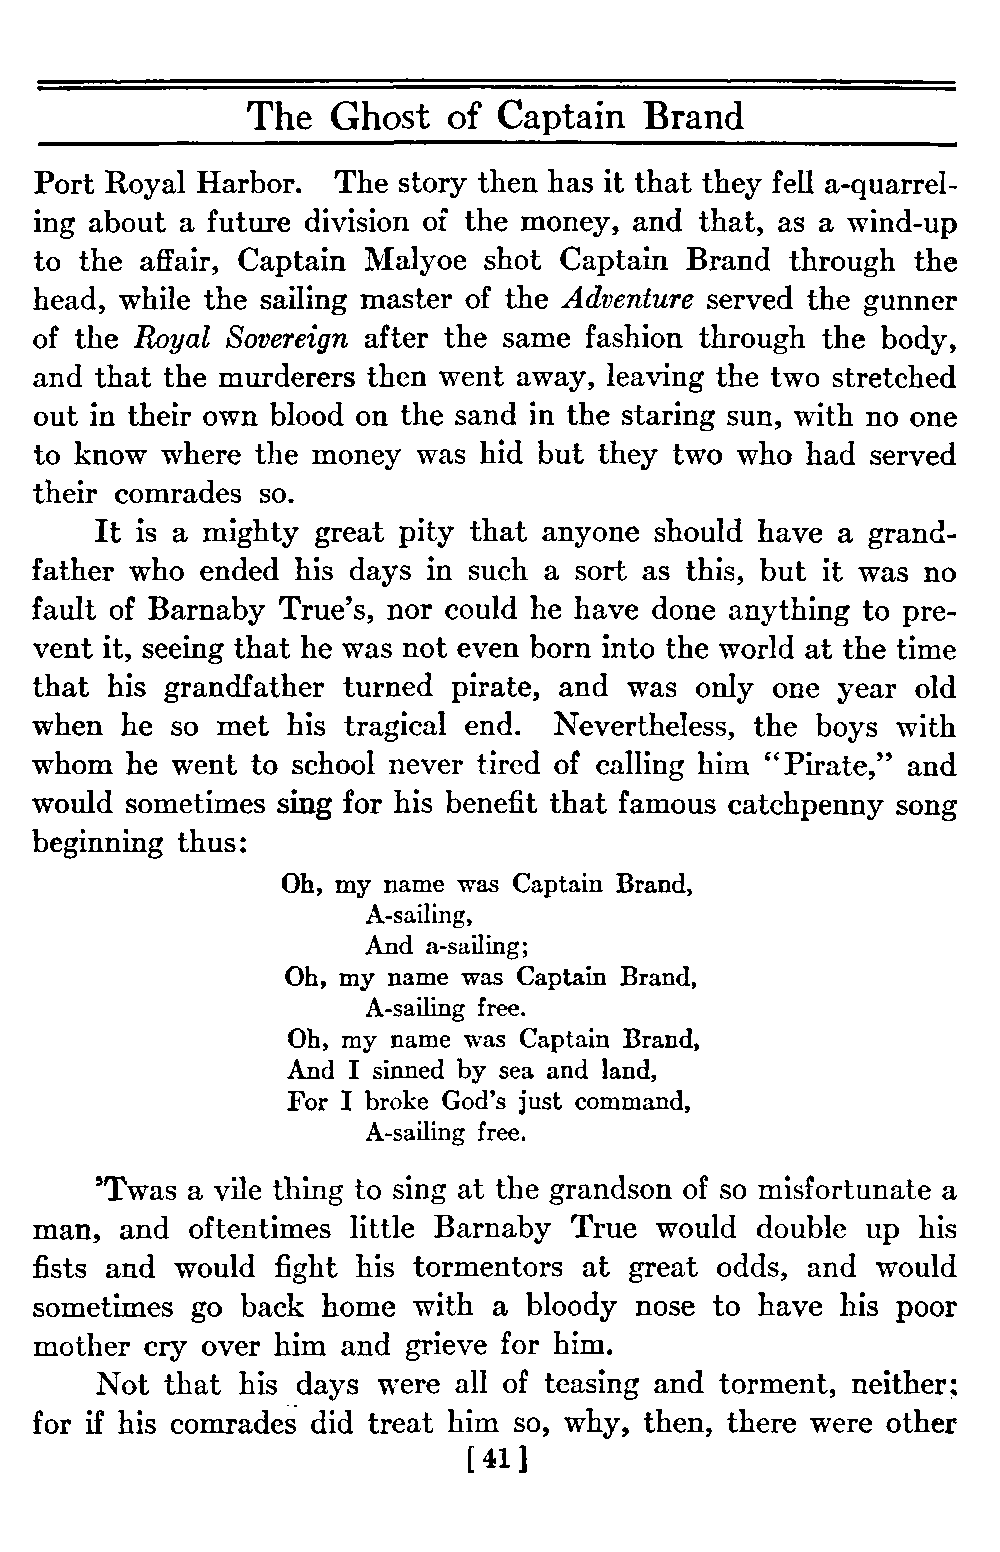 The Ghost of Captain Brand
Port Royal Harbor. The story then has it that they fell a-quarrel-
ing about a future division of the money, and that, as a wind-up
to the affair, Captain Malyoe shot Captain Brand through the
head, while the sailing master of the Adventure served the gunner
of the Royal Sovereign after the same fashion through the body,
and that the murderers then went away, leaving the two stretched
out in their own blood on the sand in the staring sun, with no one
to know where the money was hid but they two who had served
their comrades so.
It is a mighty great pity that anyone should have a grand-
father who ended his days in such a sort as this, but it was no
fault of Barnaby True's, nor could he have done anything to pre-
vent it, seeing that he was not even born into the world at the time
that his grandfather turned pirate, and was only one year old
when he so met his tragical end. Nevertheless, the boys with
whom he went to school never tired of calling him “Pirate,” and
would sometimes sing for his benefit that famous catchpenny song
beginning thus:
Oh, my name was Captain Brand,
A-sailing,
And a-sailing;
Oh, my name was Captain Brand,
A-sailing free.
Oh, my name was Captain Brand,
And I sinned by sea and land,
For I broke God's just command,
A-sailing free.
'Twas a vile thing to sing at the grandson of so misfortunate a
man, and oftentimes little Barnaby True would double up his
fists and would fight his tormentors at great odds, and would
sometimes go back home with a bloody nose to have his poor
mother cry over him and grieve for him.
Not that his days were all of teasing and torment, neither;
for if his comrades did treat him so, why, then, there were other
[41]